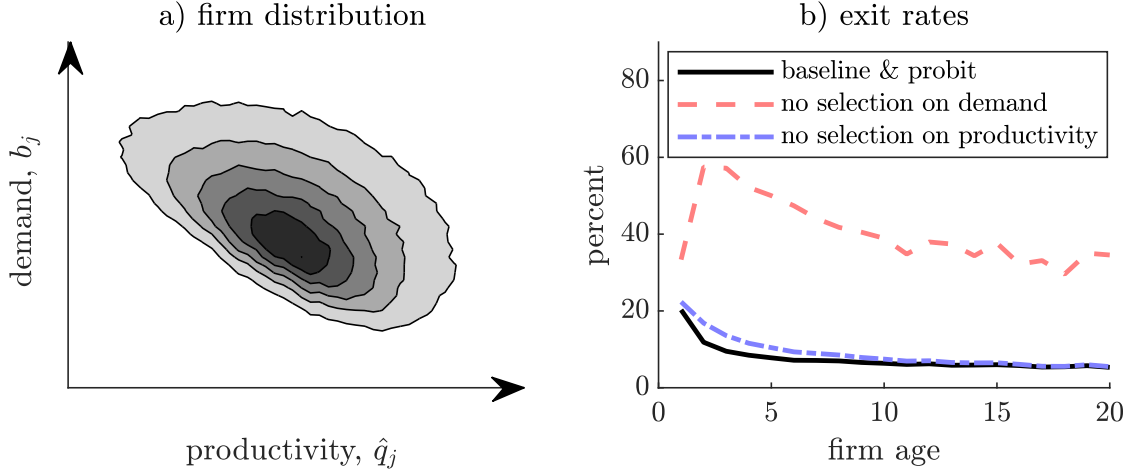 a) firm distribution
demand, b_j
productivity, q̂_j
b) exit rates
baseline & probit
no selection on demand
no selection on productivity
percent
80
60
40
20
0
0 5 10 15 20
firm age